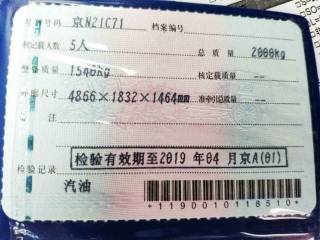 号牌号码 京N21C71 档案编号
核定载人数 5人 总质量 2000kg
整备质量 1540kg 核定载质量 --
外廓尺寸 4866×1832×1464mm 准牵引总质量 --
备注
检验有效期至2019年04月京A(01)
检验记录
汽油
*1190010118510*